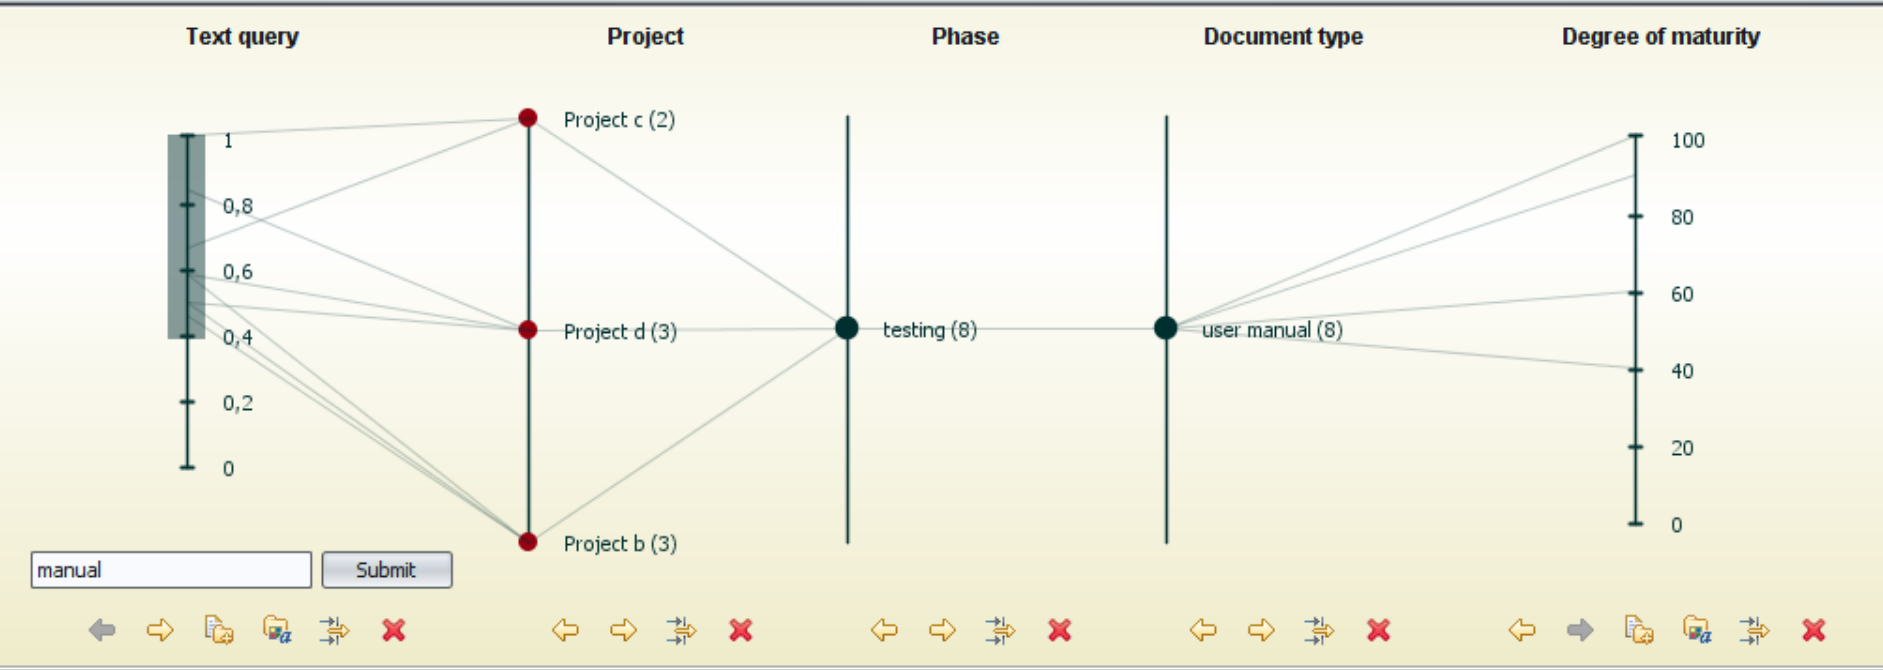 Text query Project Phase Document type Degree of maturity
Project c (2)
1 100
0,8 80
0,6 60
Project d (3) testing (8) user manual (8)
0,4 40
0,2 20
0 0
Project b (3)
manual Submit